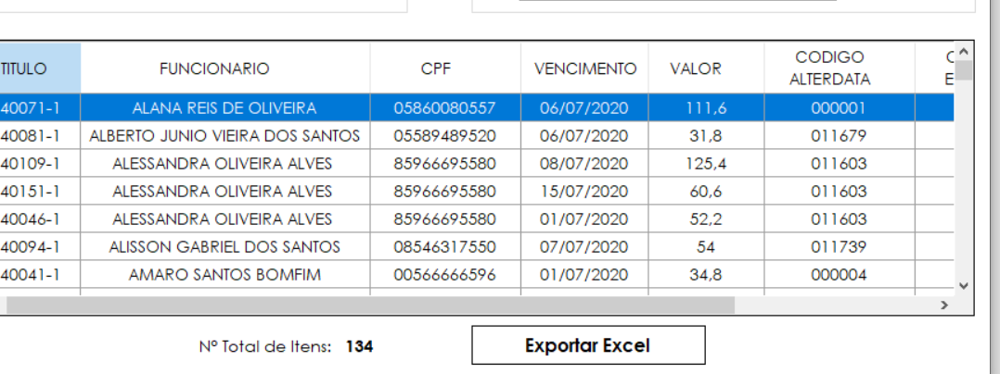 TITULO FUNCIONARIO CPF VENCIMENTO VALOR CODIGO ALTERDATA
40071-1 ALANA REIS DE OLIVEIRA 05860080557 06/07/2020 111,6 000001
40081-1 ALBERTO JUNIO VIEIRA DOS SANTOS 05589489520 06/07/2020 31,8 011679
40109-1 ALESSANDRA OLIVEIRA ALVES 85966695580 08/07/2020 125,4 011603
40151-1 ALESSANDRA OLIVEIRA ALVES 85966695580 15/07/2020 60,6 011603
40046-1 ALESSANDRA OLIVEIRA ALVES 85966695580 01/07/2020 52,2 011603
40094-1 ALISSON GABRIEL DOS SANTOS 08546317550 07/07/2020 54 011739
40041-1 AMARO SANTOS BOMFIM 00566666596 01/07/2020 34,8 000004
Nº Total de Itens: 134 Exportar Excel